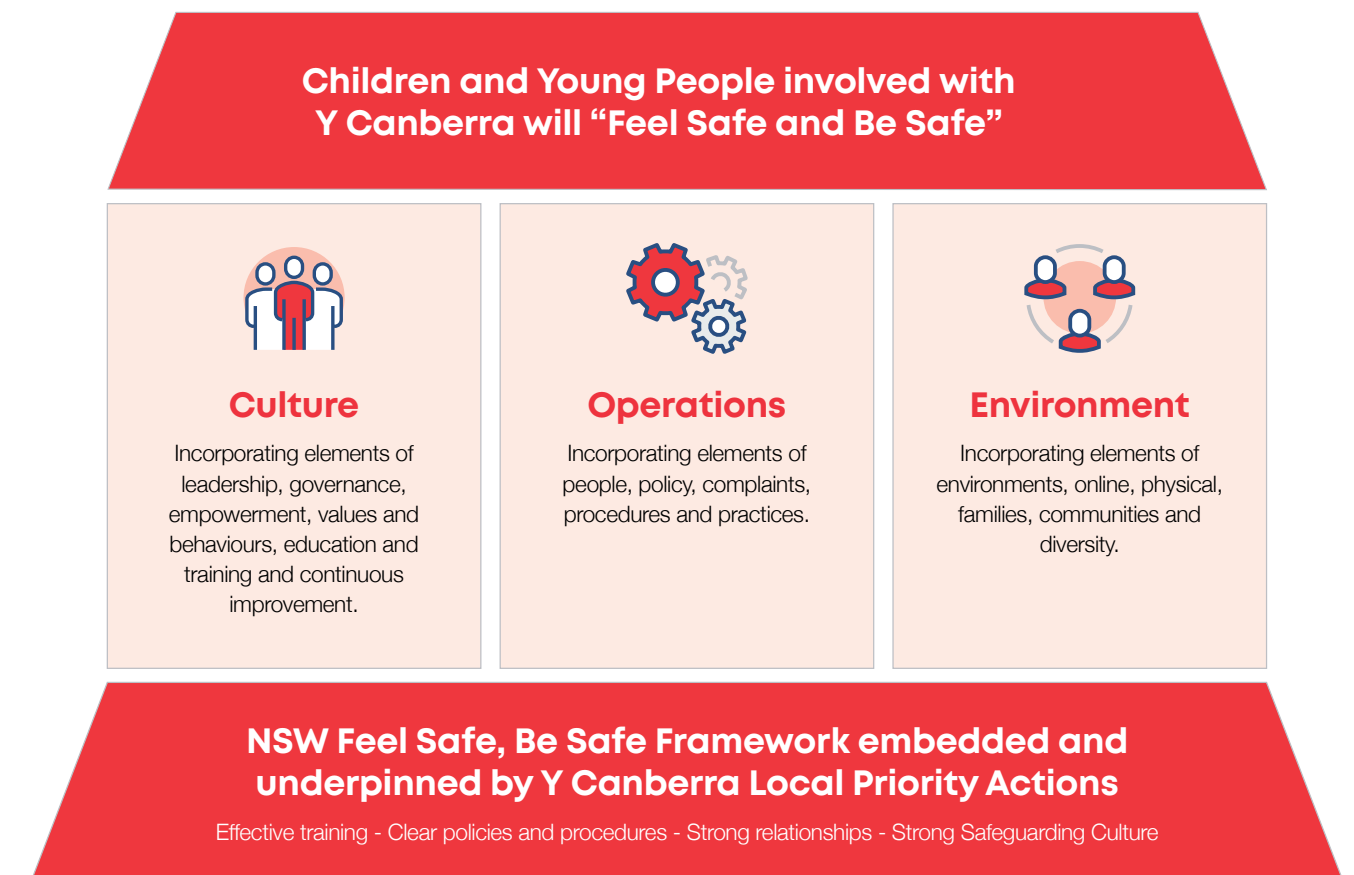 Children and Young People involved with
Y Canberra will “Feel Safe and Be Safe”
Culture
Incorporating elements of
leadership, governance,
empowerment, values and
behaviours, education and
training and continuous
improvement.
Operations
Incorporating elements of
people, policy, complaints,
procedures and practices.
Environment
Incorporating elements of
environments, online, physical,
families, communities and
diversity.
NSW Feel Safe, Be Safe Framework embedded and
underpinned by Y Canberra Local Priority Actions
Effective training - Clear policies and procedures - Strong relationships - Strong Safeguarding Culture